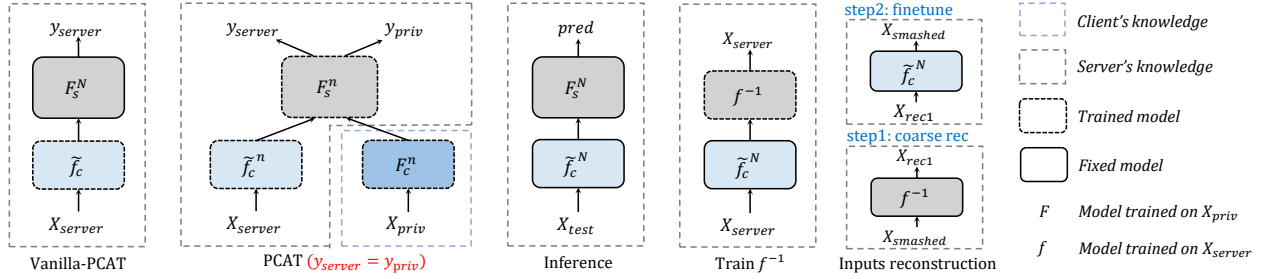 y_server
F_s^N
f̃_c
X_server
Vanilla-PCAT
y_server y_priv
F_s^n
f̃_c^n F_c^n
X_server X_priv
PCAT (y_server = y_priv)
pred
F_s^N
f̃_c^N
X_test
Inference
X_server
f^-1
f̃_c^N
X_server
Train f^-1
step2: finetune
X_smashed
f̃_c^N
X_rec1
step1: coarse rec
X_rec1
f^-1
X_smashed
Inputs reconstruction
Client's knowledge
Server's knowledge
Trained model
Fixed model
F Model trained on X_priv
f Model trained on X_server